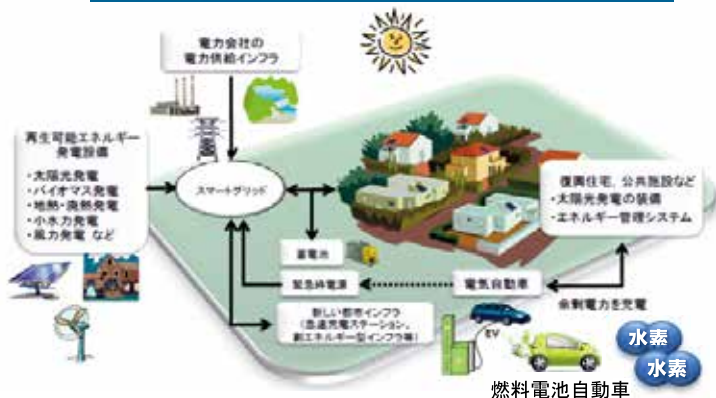 電力会社の
電力供給インフラ
再生可能エネルギー
発電設備
・太陽光発電
・バイオマス発電
・地熱・廃熱発電
・小水力発電
・風力発電 など
スマートグリッド
復興住宅，公共施設など
・太陽光発電の装備
・エネルギー管理システム
蓄電池
緊急時電源
電気自動車
余剰電力を充電
新しい都市インフラ
（急速充電ステーション，
創エネルギー型インフラ等）
EV
水素
水素
燃料電池自動車